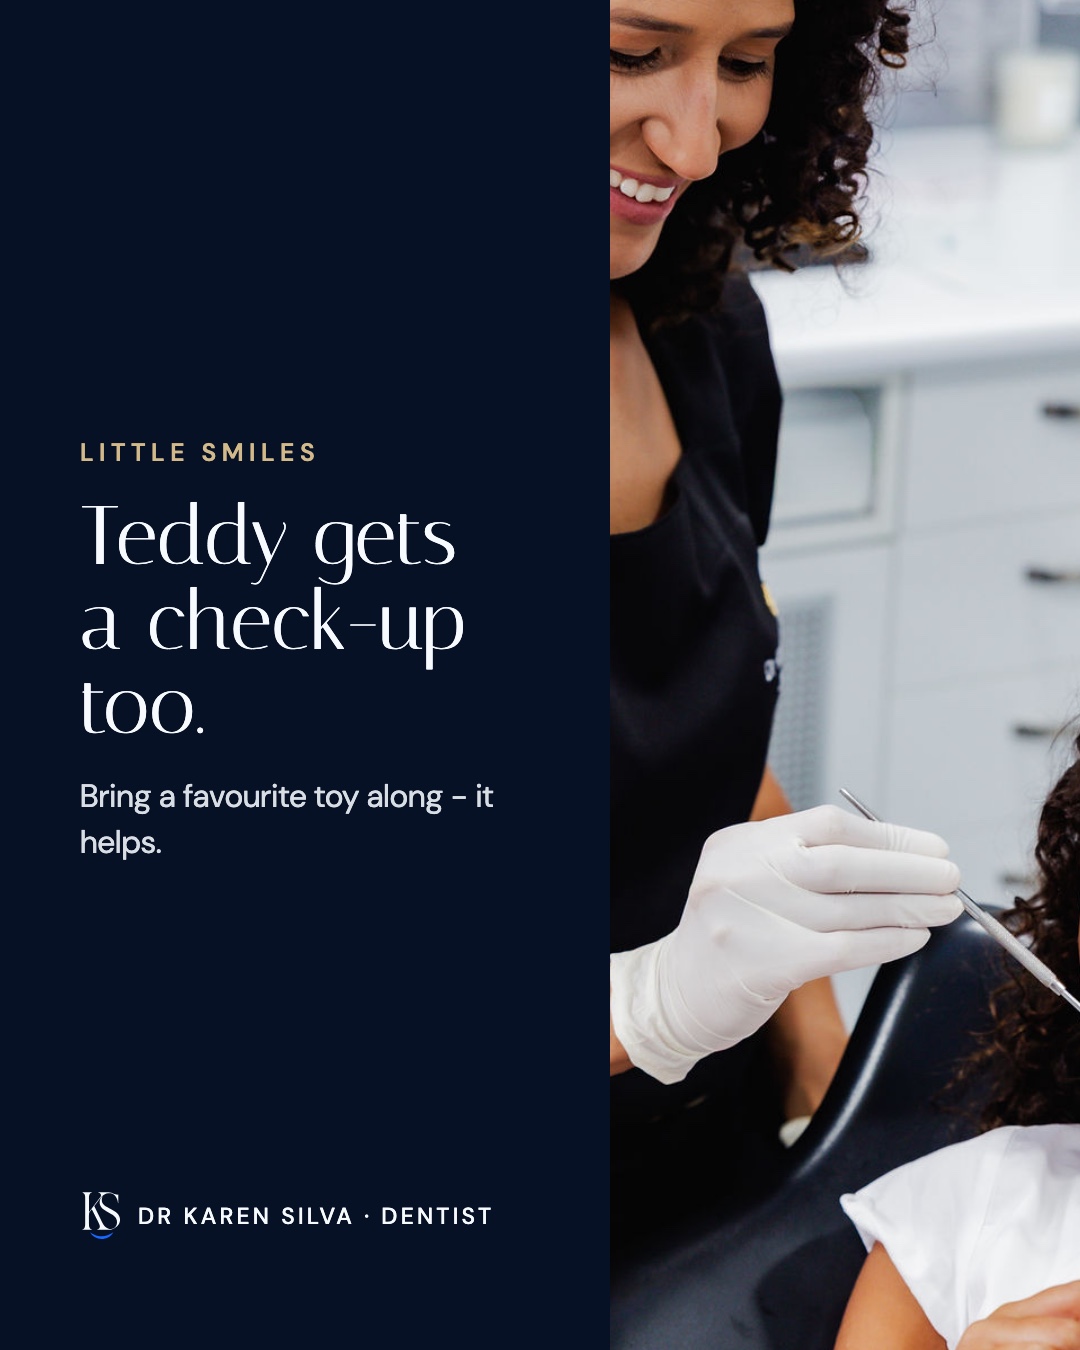 LITTLE SMILES
Teddy gets
a check-up
too.
Bring a favourite toy along – it
helps.
KS DR KAREN SILVA · DENTIST